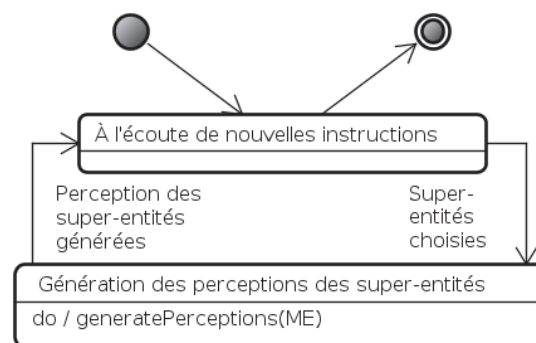 À l'écoute de nouvelles instructions
Perception des
super-entités
générées
Super-
entités
choisies
Génération des perceptions des super-entités
do / generatePerceptions(ME)